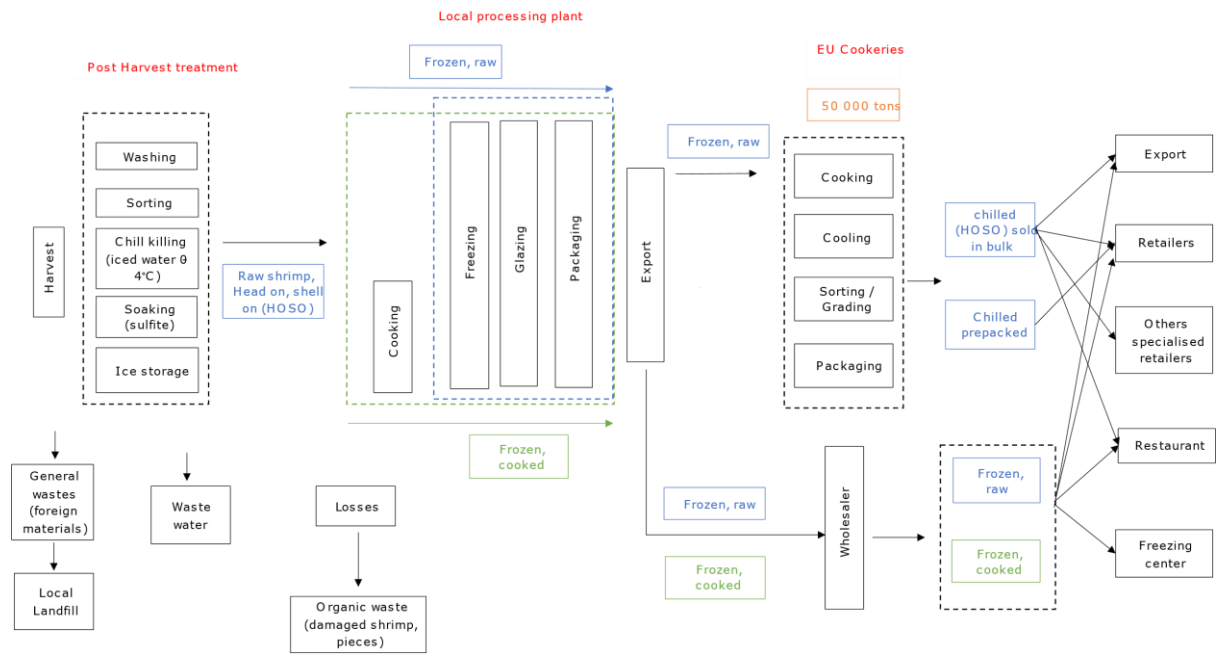 Local processing plant
EU Cookeries
Post Harvest treatment
Frozen, raw
50 000 tons
Harvest
Washing
Sorting
Chill killing
(iced water θ
4°C)
Soaking
(sulfite)
Ice storage
Raw shrimp,
Head on, shell
on (HOSO)
Cooking
Freezing
Glazing
Packaging
Frozen,
cooked
Export
Frozen, raw
Cooking
Cooling
Sorting /
Grading
Packaging
chilled
(HOSO) sold
in bulk
Chilled
prepacked
Export
Retailers
Others
specialised
retailers
Restaurant
Freezing
center
General
wastes
(foreign
materials)
Local
Landfill
Waste
water
Losses
Organic waste
(damaged shrimp,
pieces)
Frozen, raw
Frozen,
cooked
Wholesaler
Frozen,
raw
Frozen,
cooked